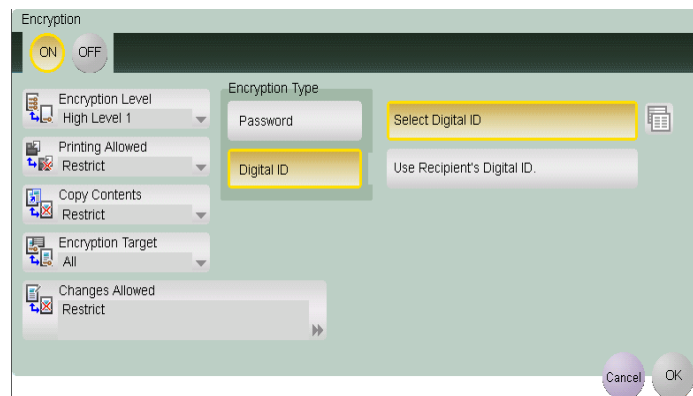 Encryption
ON
OFF
Encryption Level
High Level 1
Printing Allowed
Restrict
Copy Contents
Restrict
Encryption Target
All
Changes Allowed
Restrict
Encryption Type
Password
Digital ID
Select Digital ID
Use Recipient's Digital ID.
Cancel
OK